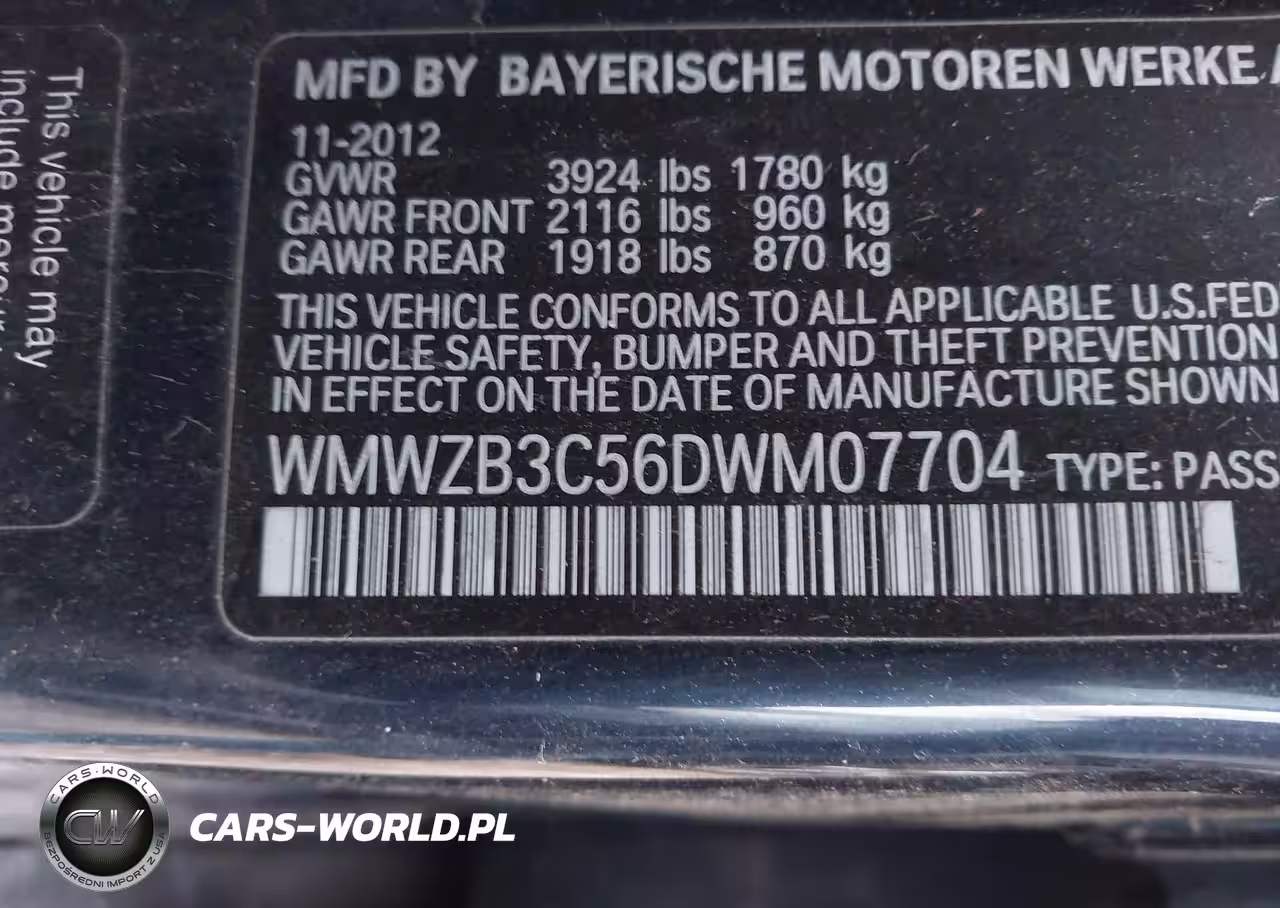 This vehicle may
MFD BY BAYERISCHE MOTOREN WERKE
11-2012
GVWR 3924 lbs 1780 kg
GAWR FRONT 2116 lbs 960 kg
GAWR REAR 1918 lbs 870 kg
THIS VEHICLE CONFORMS TO ALL APPLICABLE U.S.FED
VEHICLE SAFETY, BUMPER AND THEFT PREVENTION
IN EFFECT ON THE DATE OF MANUFACTURE SHOWN
WMWZB3C56DWM07704 TYPE: PASS
CARS·WORLD
CW
BEZPOŚREDNI IMPORT Z USA
CARS-WORLD.PL